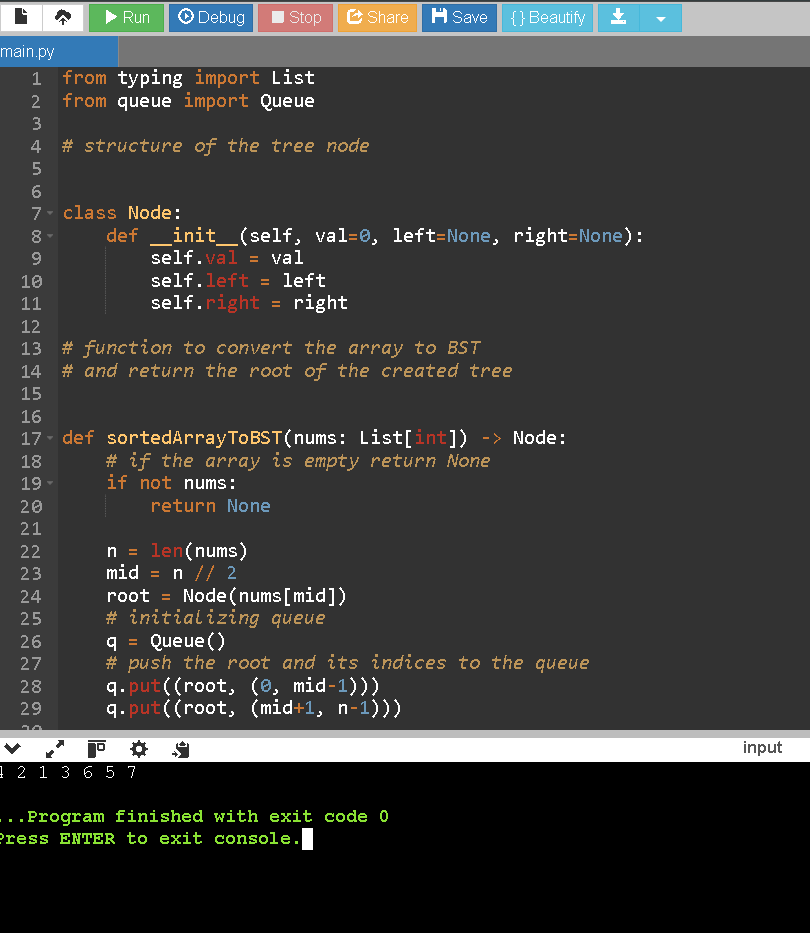 Run Debug Stop Share Save {} Beautify
main.py
1 from typing import List
2 from queue import Queue
3
4 # structure of the tree node
5
6
7 class Node:
8     def __init__(self, val=0, left=None, right=None):
9         self.val = val
10         self.left = left
11         self.right = right
12
13 # function to convert the array to BST
14 # and return the root of the created tree
15
16
17 def sortedArrayToBST(nums: List[int]) -> Node:
18     # if the array is empty return None
19     if not nums:
20         return None
21
22     n = len(nums)
23     mid = n // 2
24     root = Node(nums[mid])
25     # initializing queue
26     q = Queue()
27     # push the root and its indices to the queue
28     q.put((root, (0, mid-1)))
29     q.put((root, (mid+1, n-1)))
input
4 2 1 3 6 5 7
...Program finished with exit code 0
Press ENTER to exit console.